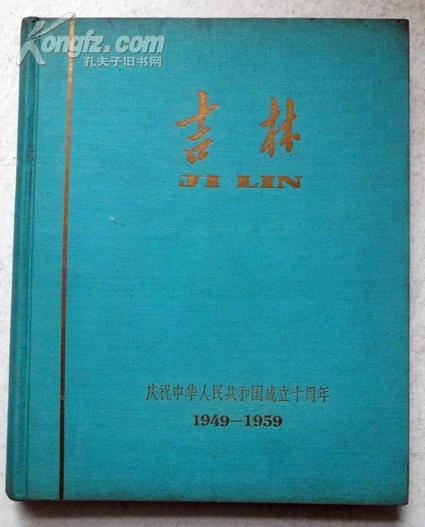 Kongfz.com
孔夫子旧书网
吉林
JI LIN
庆祝中华人民共和国成立十周年
1949-1959